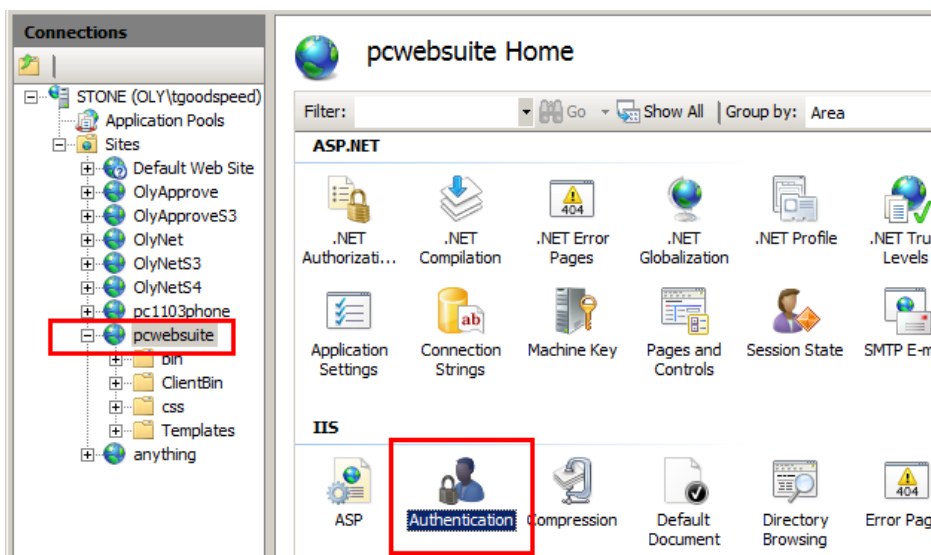 Connections
STONE (OLY\tgoodspeed)
Application Pools
Sites
Default Web Site
OlyApprove
OlyApproveS3
OlyNet
OlyNetS3
OlyNetS4
pc1103phone
pcwebsuite
bin
ClientBin
css
Templates
anything
pcwebsuite Home
Filter: Go Show All Group by: Area
ASP.NET
.NET Authorizati...
.NET Compilation
404
.NET Error Pages
.NET Globalization
.NET Profile
.NET Tru
Levels
Application Settings
ab
Connection Strings
Machine Key
Pages and Controls
Session State
SMTP E-m
IIS
ASP
Authentication
Compression
Default Document
Directory Browsing
404
Error Pag